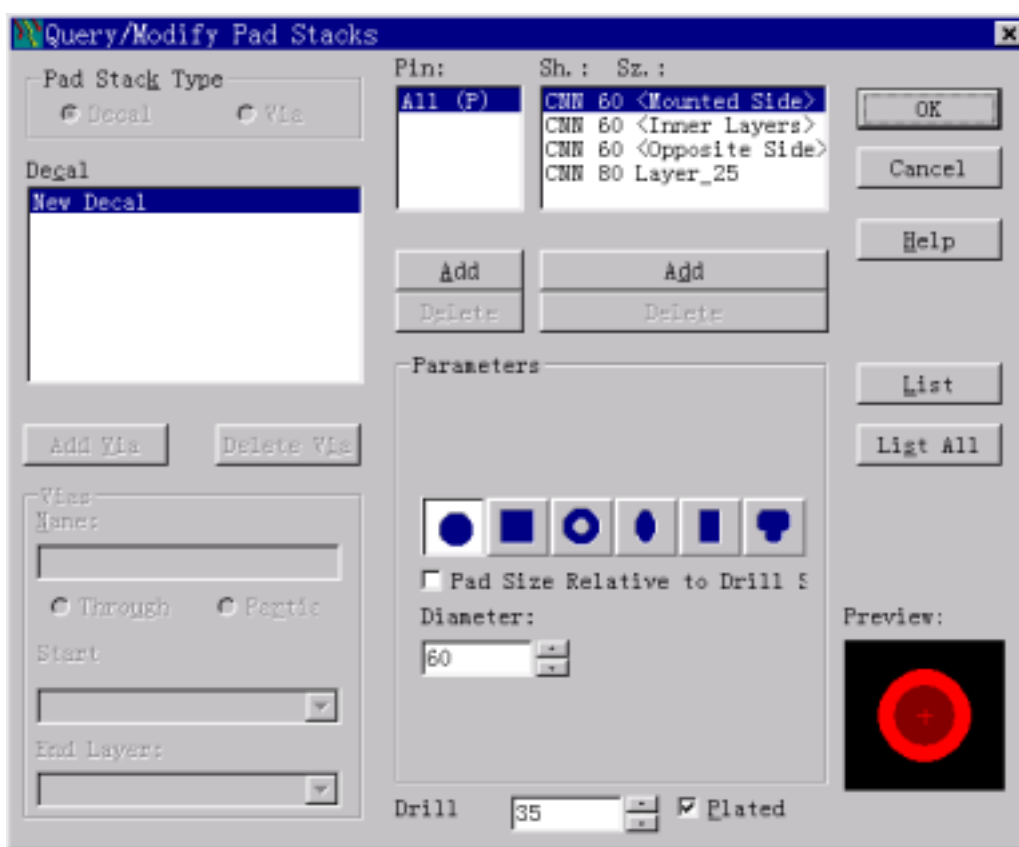 Query/Modify Pad Stacks
Pad Stack Type
Decal
Via
Decal
New Decal
Add Via
Delete Via
Vias
Name:
Through
Partia
Start
End Layer:
Pin:
All (P)
Sh.: Sz.:
CNN 60 <Mounted Side>
CNN 60 <Inner Layers>
CNN 60 <Opposite Side>
CNN 80 Layer_25
Add
Delete
Add
Delete
Parameters
Pad Size Relative to Drill S
Diameter:
60
Drill
35
Plated
OK
Cancel
Help
List
List All
Preview: